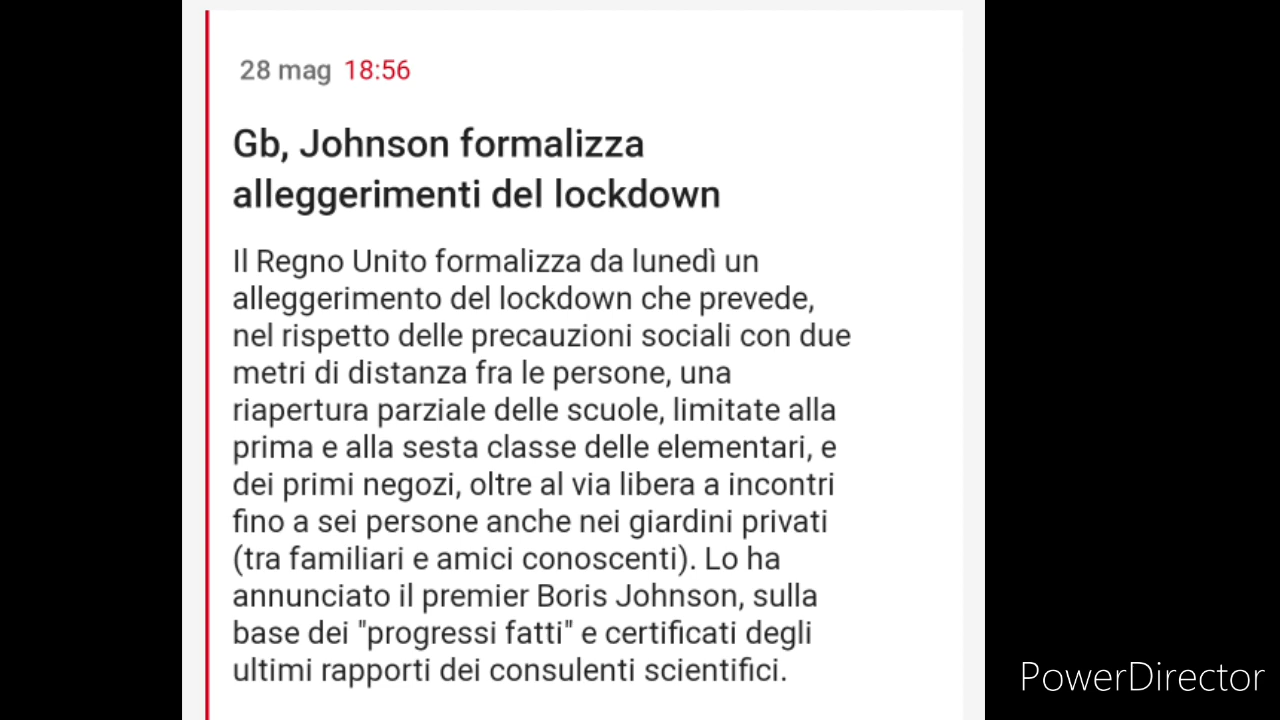 28 mag 18:56
Gb, Johnson formalizza
alleggerimenti del lockdown
Il Regno Unito formalizza da lunedì un
alleggerimento del lockdown che prevede,
nel rispetto delle precauzioni sociali con due
metri di distanza fra le persone, una
riapertura parziale delle scuole, limitate alla
prima e alla sesta classe delle elementari, e
dei primi negozi, oltre al via libera a incontri
fino a sei persone anche nei giardini privati
(tra familiari e amici conoscenti). Lo ha
annunciato il premier Boris Johnson, sulla
base dei "progressi fatti" e certificati degli
ultimi rapporti dei consulenti scientifici.
PowerDirector